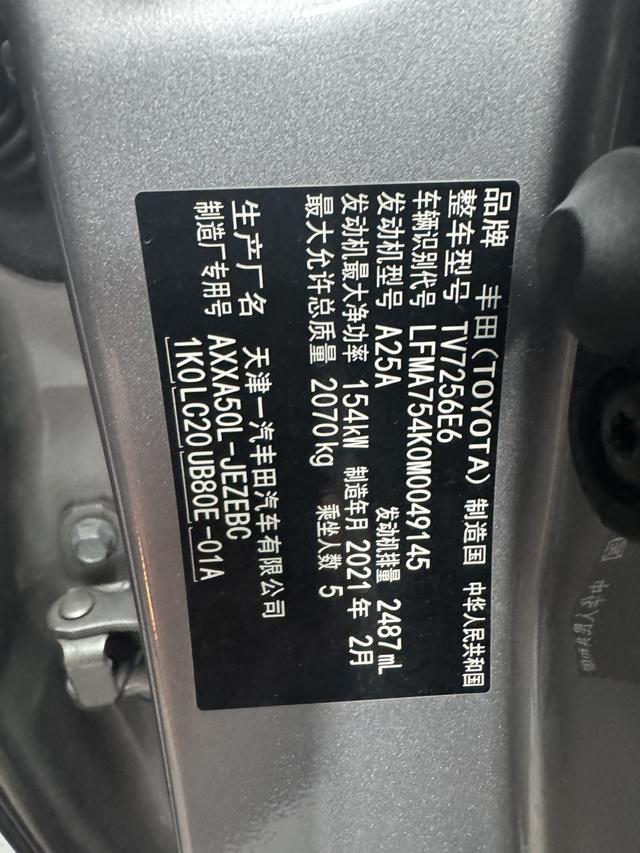 品牌 丰田(TOYOTA) 制造国 中华人民共和国
整车型号 TV7256E6
车辆识别代号 LFMA754K0M0049145
发动机型号 A25A 发动机排量 2487mL
发动机最大净功率 154kW 制造年月 2021年 2月
最大允许总质量 2070kg 乘坐人数 5
生产厂名 天津一汽丰田汽车有限公司
制造厂专用号 AXXA50L-JEZEBC
1K0LC20UB80E-01A